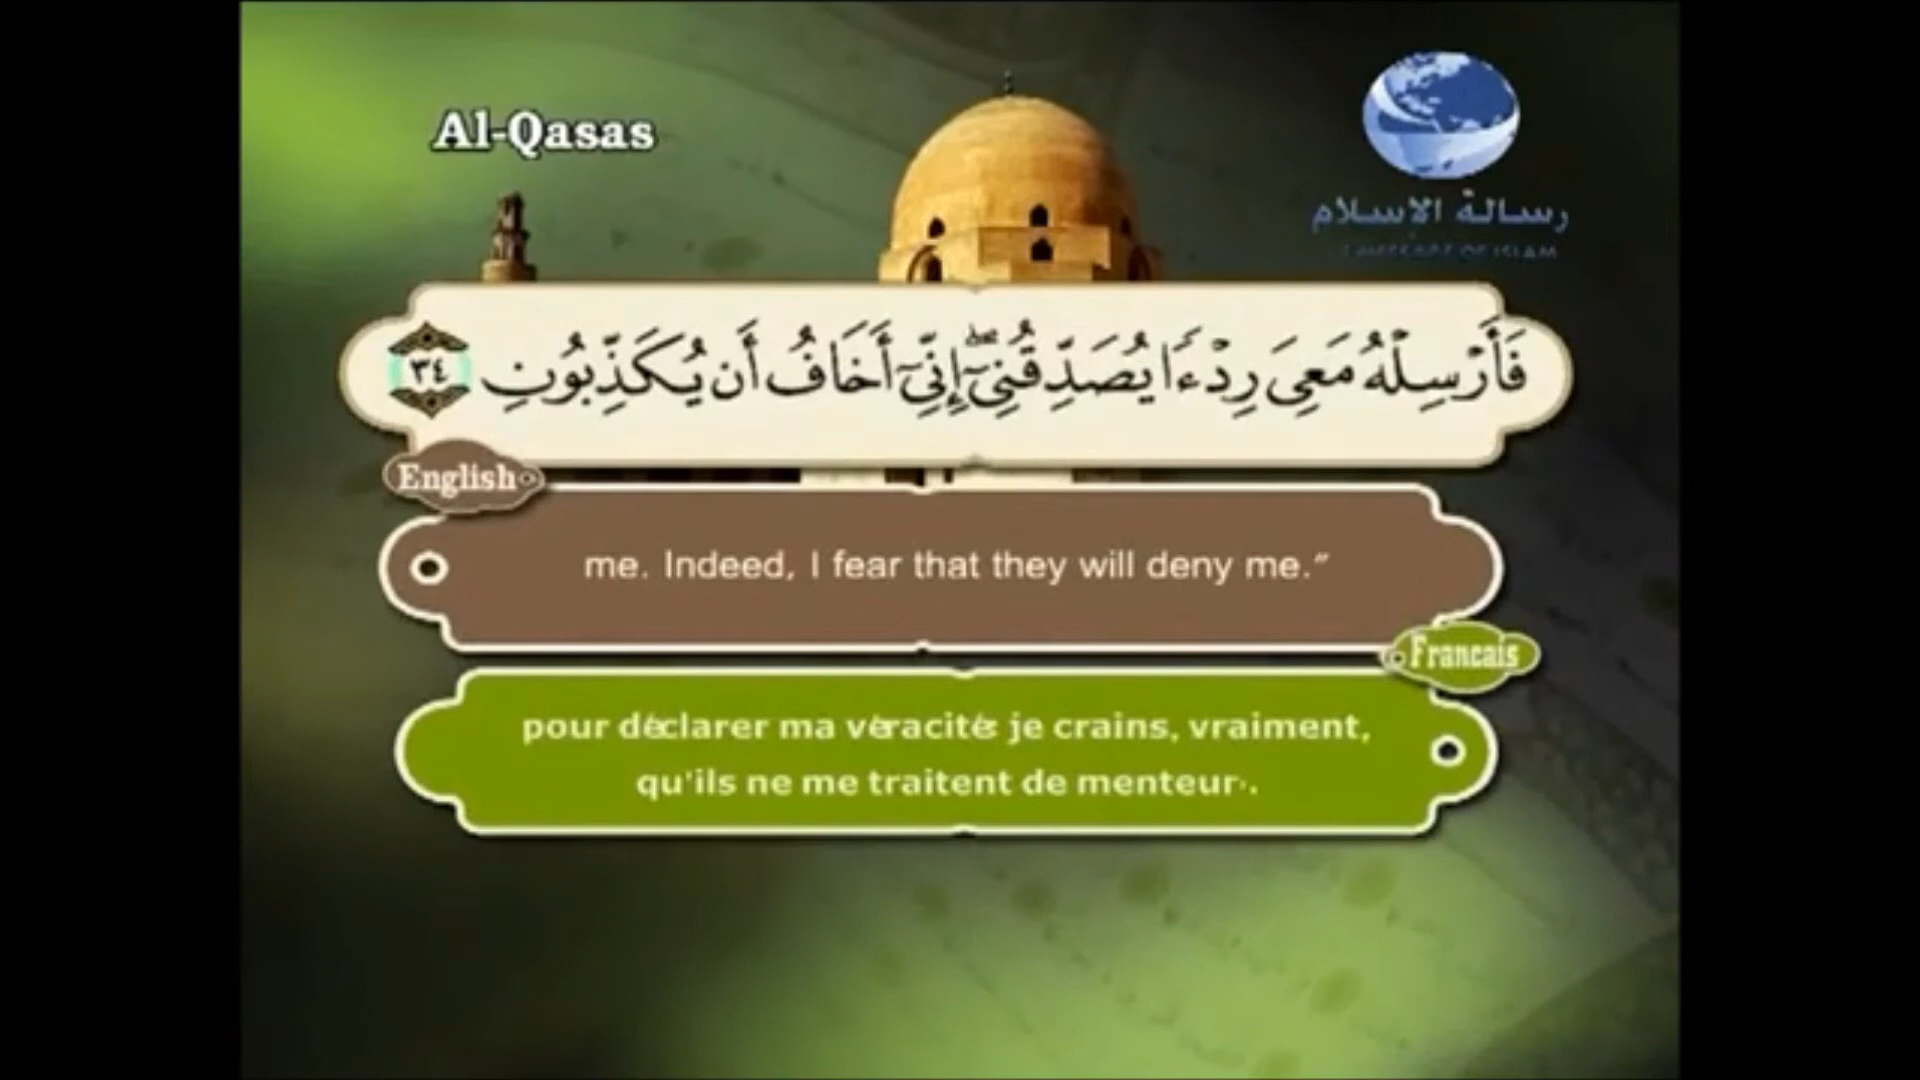 Al-Qasas
رسالة الإسلام
فَأَرْسِلْهُ مَعِىَ رِدْءًا يُصَدِّقُنِىٓ ۖ إِنِّىٓ أَخَافُ أَن يُكَذِّبُونِ ٣٤
English
me. Indeed, I fear that they will deny me.”
Francais
pour déclarer ma véracité: je crains, vraiment,
qu'ils ne me traitent de menteur».